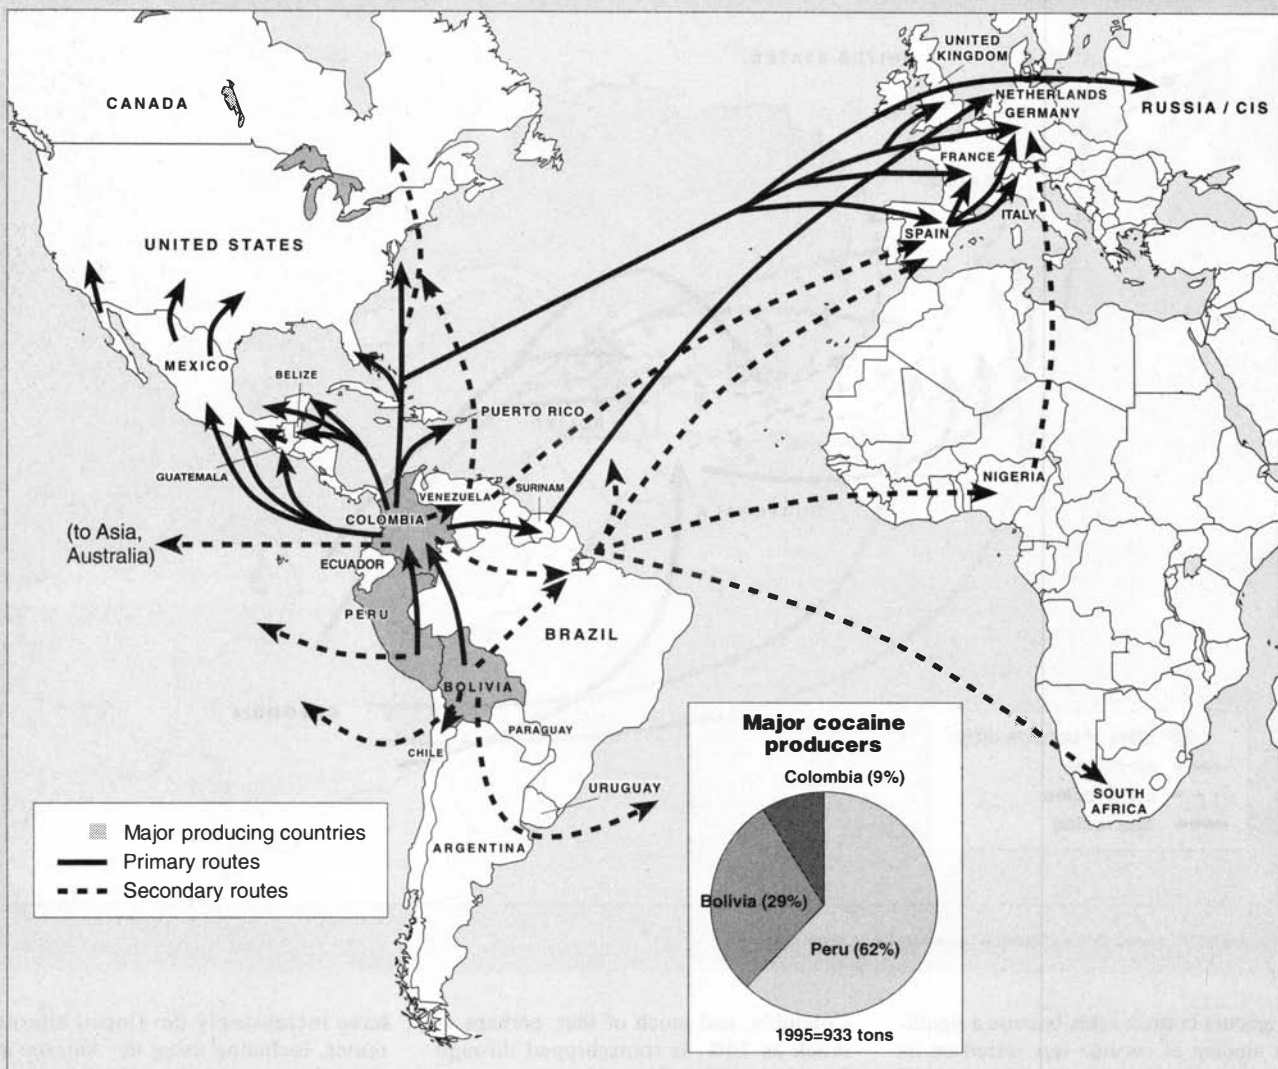 UNITED
KINGDOM
CANADA
NETHERLANDS
GERMANY
RUSSIA / CIS
FRANCE
UNITED STATES
SPAIN
ITALY
MEXICO
BELIZE
PUERTO RICO
GUATEMALA
VENEZUELA
SURINAM
NIGERIA
COLOMBIA
(to Asia,
Australia)
ECUADOR
PERU
BRAZIL
BOLIVIA
PARAGUAY
CHILE
URUGUAY
ARGENTINA
SOUTH
AFRICA
Major producing countries
Primary routes
Secondary routes
Major cocaine
producers
Colombia (9%)
Bolivia (29%)
Peru (62%)
1995=933 tons